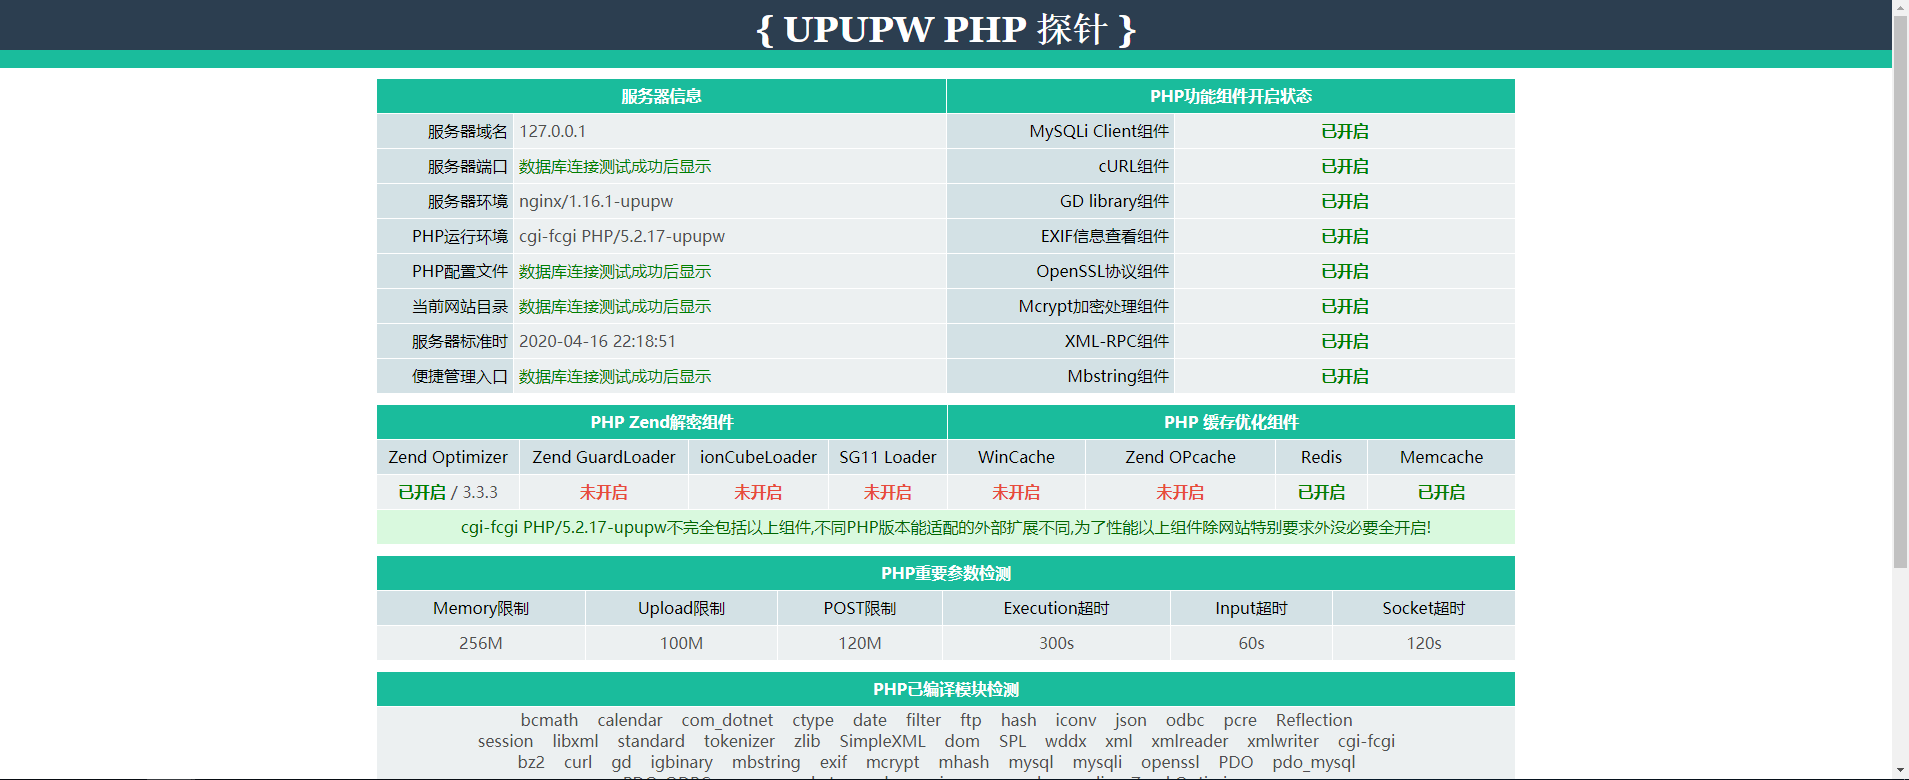 { UPUPW PHP 探针 }
服务器信息 PHP功能组件开启状态
服务器域名 127.0.0.1 MySQLi Client组件 已开启
服务器端口 数据库连接测试成功后显示 cURL组件 已开启
服务器环境 nginx/1.16.1-upupw GD library组件 已开启
PHP运行环境 cgi-fcgi PHP/5.2.17-upupw EXIF信息查看组件 已开启
PHP配置文件 数据库连接测试成功后显示 OpenSSL协议组件 已开启
当前网站目录 数据库连接测试成功后显示 Mcrypt加密处理组件 已开启
服务器标准时 2020-04-16 22:18:51 XML-RPC组件 已开启
便捷管理入口 数据库连接测试成功后显示 Mbstring组件 已开启
PHP Zend解密组件 PHP 缓存优化组件
Zend Optimizer Zend GuardLoader ionCubeLoader SG11 Loader WinCache Zend OPcache Redis Memcache
已开启 / 3.3.3 未开启 未开启 未开启 未开启 未开启 已开启 已开启
cgi-fcgi PHP/5.2.17-upupw不完全包括以上组件,不同PHP版本能适配的外部扩展不同,为了性能以上组件除网站特别要求外没必要全开启!
PHP重要参数检测
Memory限制 Upload限制 POST限制 Execution超时 Input超时 Socket超时
256M 100M 120M 300s 60s 120s
PHP已编译模块检测
bcmath calendar com_dotnet ctype date filter ftp hash iconv json odbc pcre Reflection
session libxml standard tokenizer zlib SimpleXML dom SPL wddx xml xmlreader xmlwriter cgi-fcgi
bz2 curl gd igbinary mbstring exif mcrypt mhash mysql mysqli openssl PDO pdo_mysql